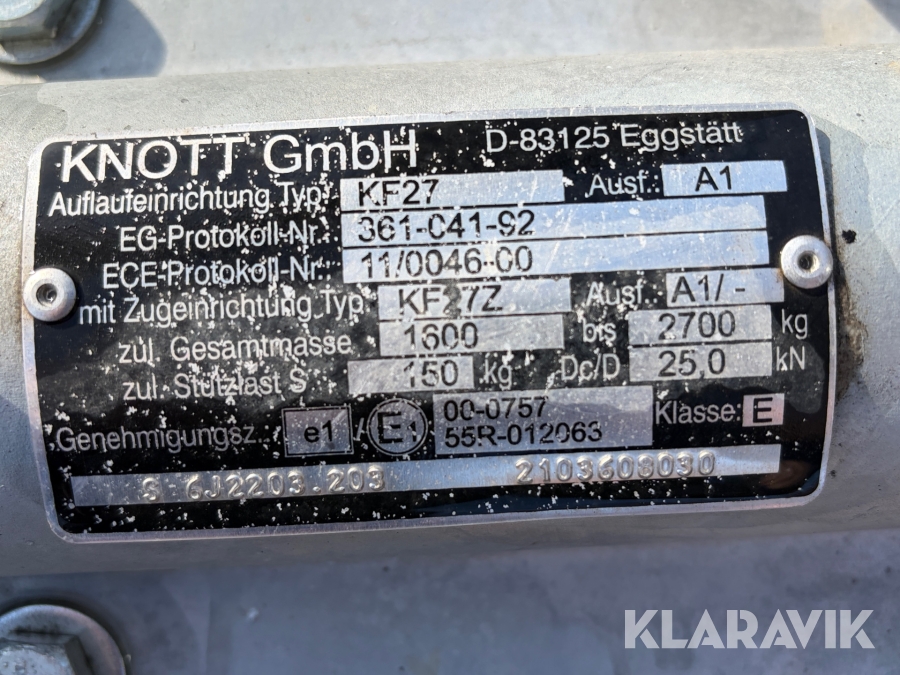 KNOTT GmbH D-83125 Eggstätt
Auflaufeinrichtung Typ: KF27 Ausf.: A1
EG-Protokoll-Nr.: 361-041-92
ECE-Protokoll-Nr.: 11/0046-00
mit Zugeinrichtung Typ: KF27Z Ausf.: A1/ -
zul. Gesamtmasse 1600 bis 2700 kg
zul. Stützlast S 150 kg Dc/D 25,0 kN
Genehmigungsz.: e1 / E1 00-0757 Klasse: E
55R-012063
S 6J2203.203 2103608030
KLARAVIK